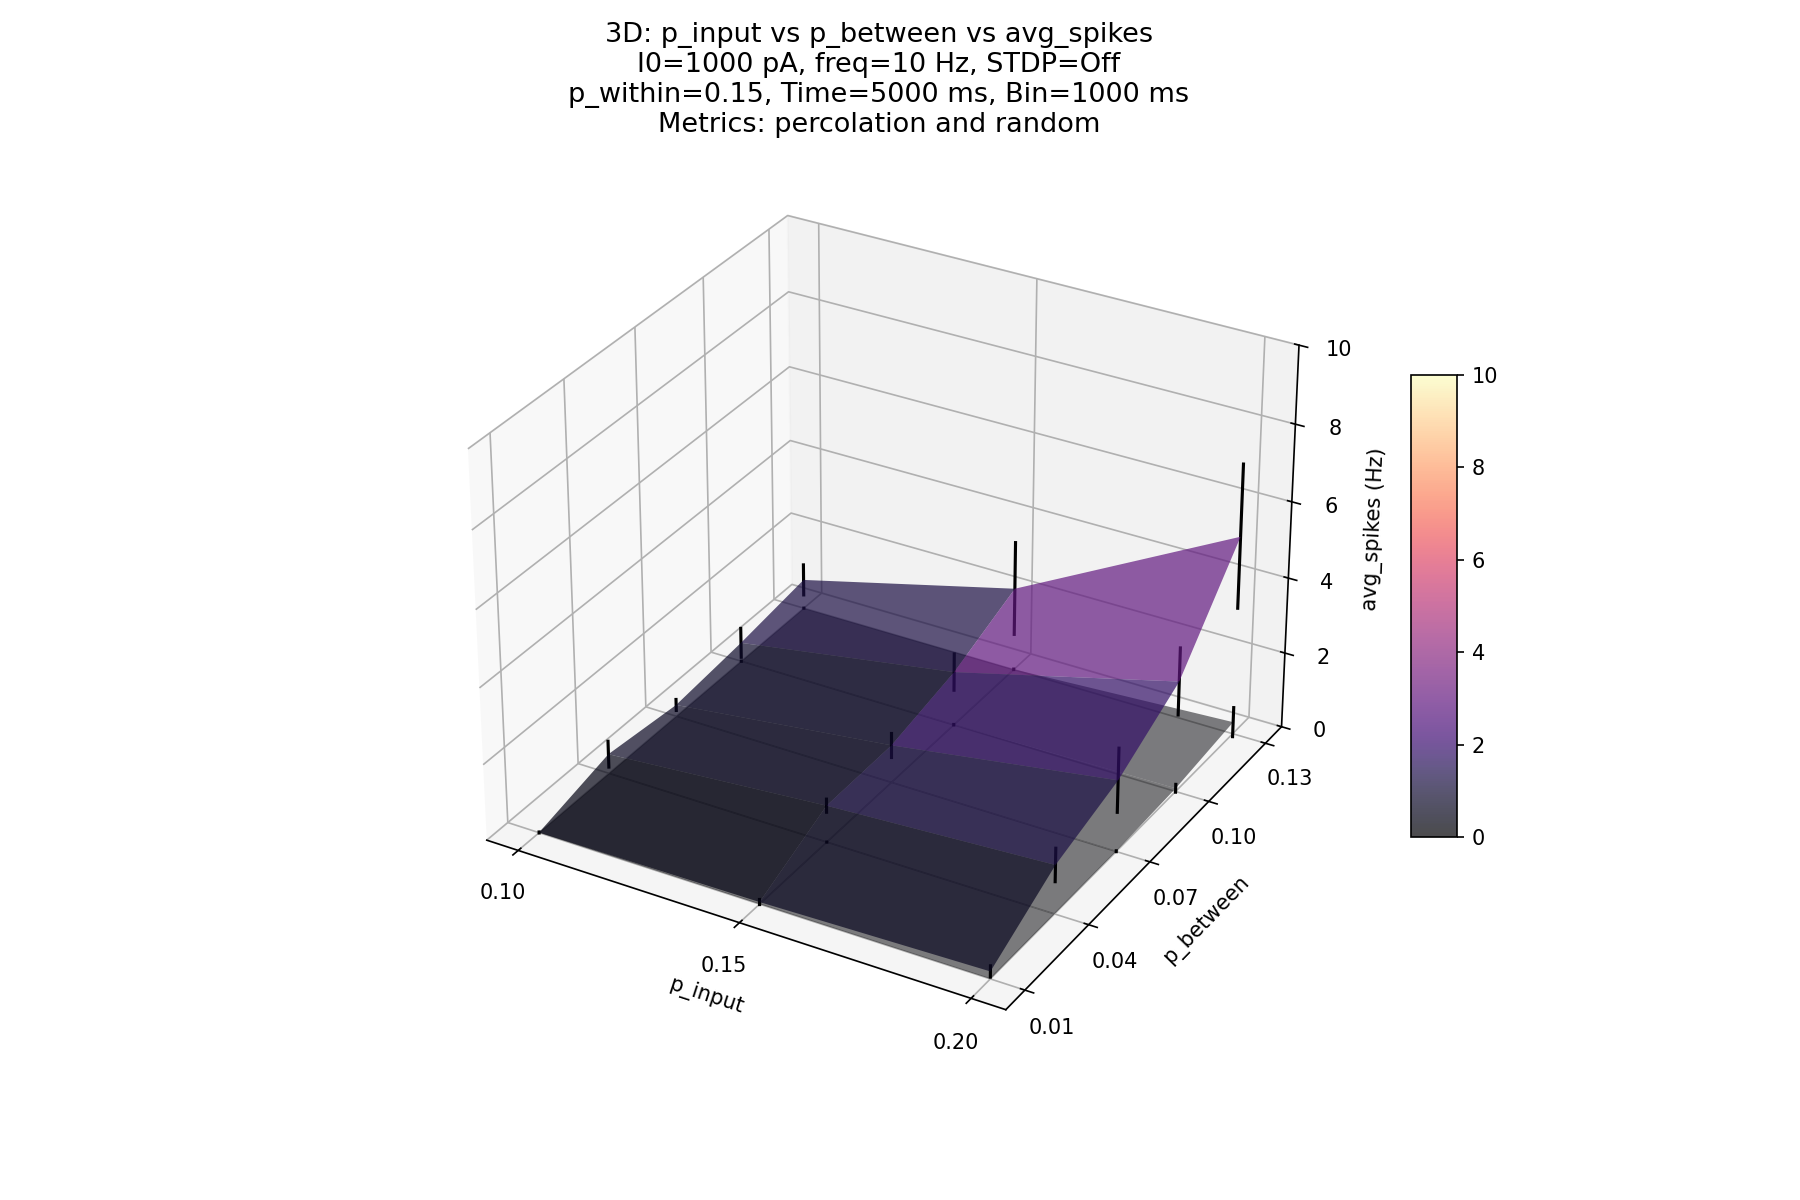 3D: p_input vs p_between vs avg_spikes
I0=1000 pA, freq=10 Hz, STDP=Off
p_within=0.15, Time=5000 ms, Bin=1000 ms
Metrics: percolation and random
10
8
6
4
2
0
avg_spikes (Hz)
10
8
6
4
2
0
0.13
0.10
0.07
0.04
0.01
p_between
0.10
0.15
0.20
p_input